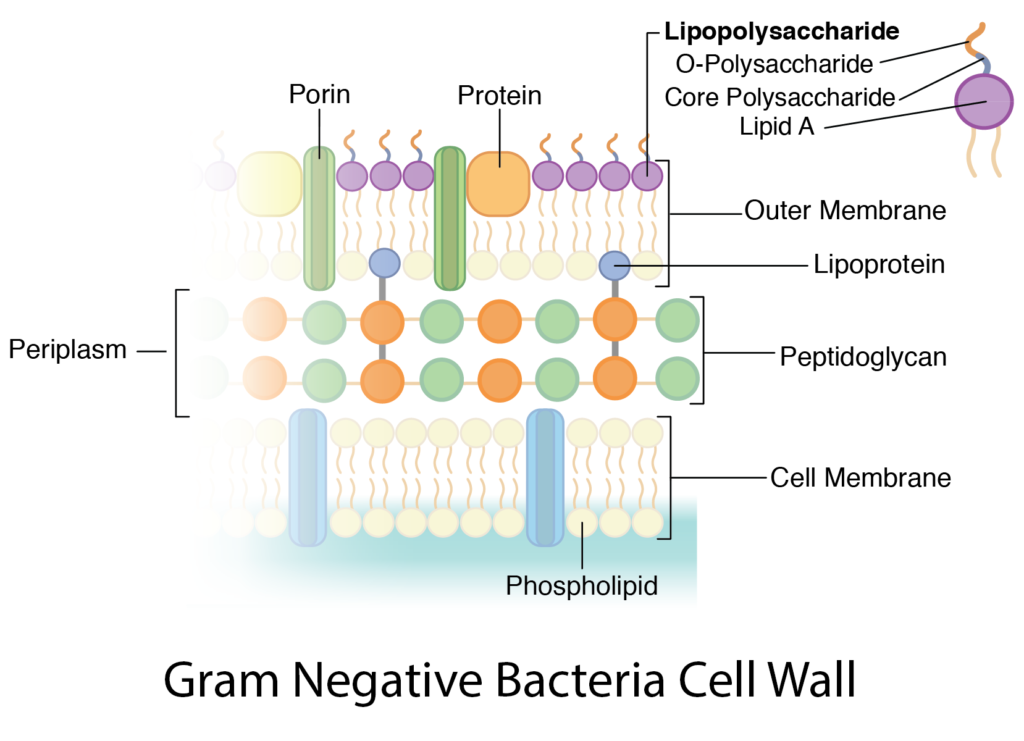 Lipopolysaccharide
O-Polysaccharide
Core Polysaccharide
Lipid A
Porin
Protein
Outer Membrane
Lipoprotein
Periplasm
Peptidoglycan
Cell Membrane
Phospholipid
Gram Negative Bacteria Cell Wall